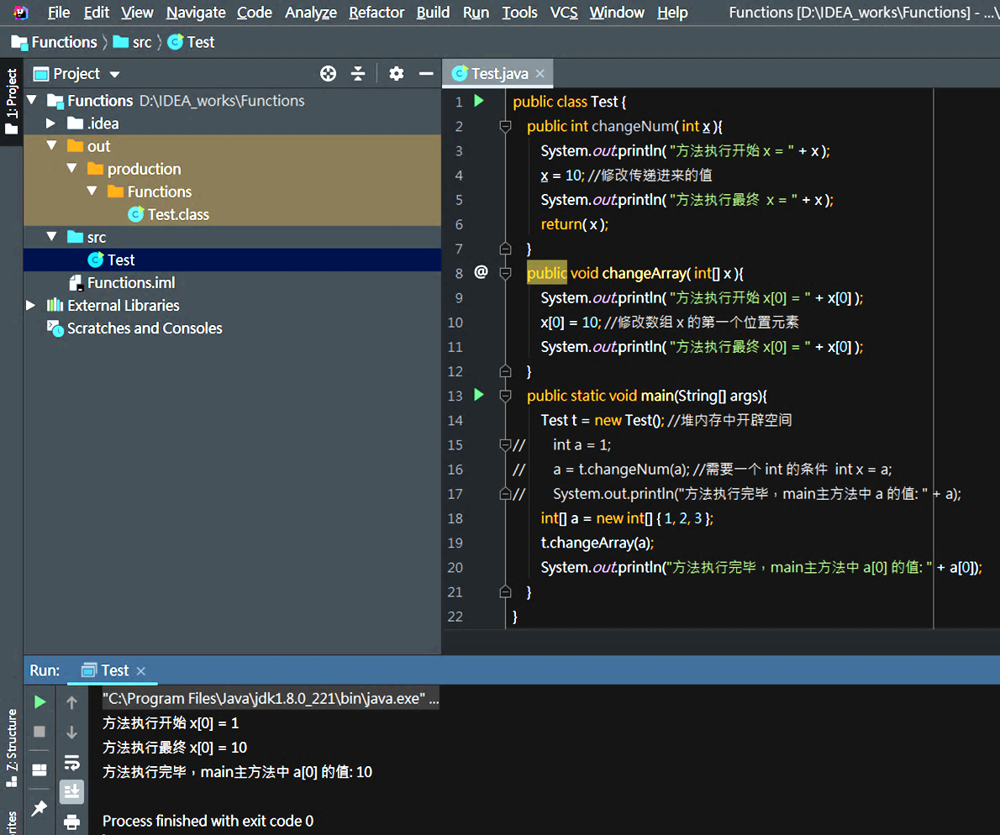 File Edit View Navigate Code Analyze Refactor Build Run Tools VCS Window Help Functions [D:\IDEA_works\Functions] - ...\
Functions src Test
1: Project
Project
Functions D:\IDEA_works\Functions
.idea
out
production
Functions
Test.class
src
Test
Functions.iml
External Libraries
Scratches and Consoles
Test.java
1 public class Test {
2 public int changeNum( int x ){
3 System.out.println( "方法执行开始 x = " + x );
4 x = 10; //修改传递进来的值
5 System.out.println( "方法执行最终 x = " + x );
6 return( x );
7 }
8 @ public void changeArray( int[] x ){
9 System.out.println( "方法执行开始 x[0] = " + x[0] );
10 x[0] = 10; //修改数组 x 的第一个位置元素
11 System.out.println( "方法执行最终 x[0] = " + x[0] );
12 }
13 public static void main(String[] args){
14 Test t = new Test(); //堆内存中开辟空间
15 // int a = 1;
16 // a = t.changeNum(a); //需要一个 int 的条件 int x = a;
17 // System.out.println("方法执行完毕，main主方法中 a 的值: " + a);
18 int[] a = new int[] { 1, 2, 3 };
19 t.changeArray(a);
20 System.out.println("方法执行完毕，main主方法中 a[0] 的值: " + a[0]);
21 }
22 }
Run: Test
"C:\Program Files\Java\jdk1.8.0_221\bin\java.exe" ...
方法执行开始 x[0] = 1
方法执行最终 x[0] = 10
方法执行完毕，main主方法中 a[0] 的值: 10
Process finished with exit code 0
Z: Structure